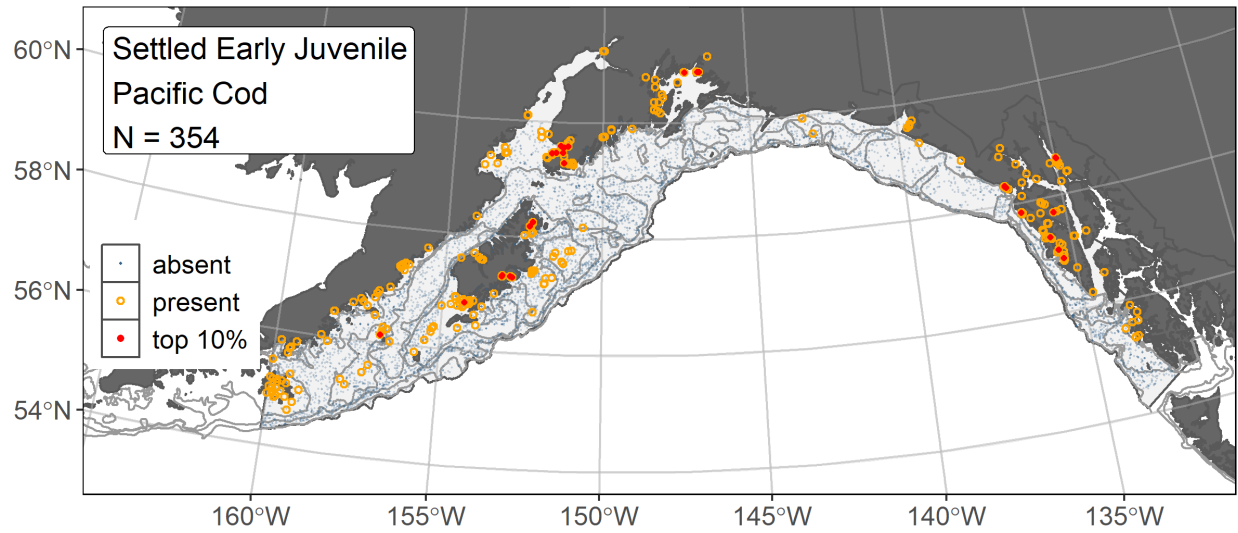 Settled Early Juvenile
Pacific Cod
N = 354
60°N
58°N
56°N
54°N
absent
present
top 10%
160°W
155°W
150°W
145°W
140°W
135°W